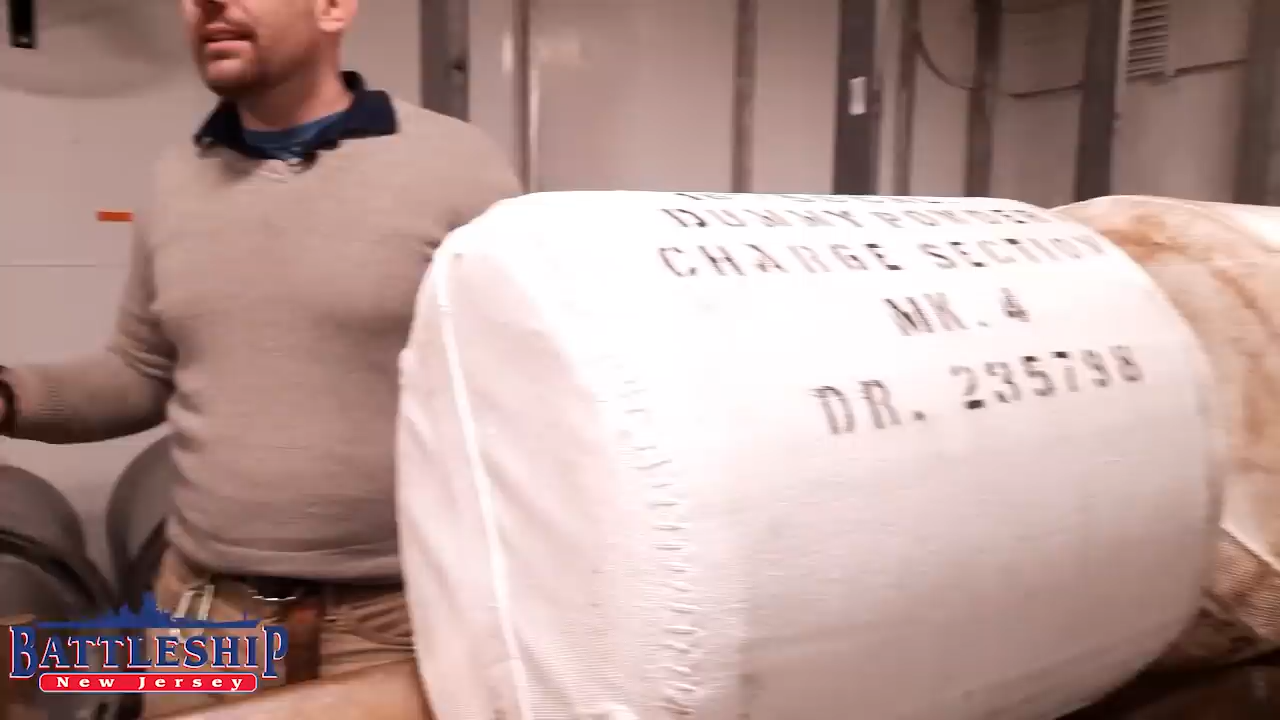 DUMMY POWDER
CHARGE SECTION
MK. 4
DR. 235798
BATTLESHIP
New Jersey